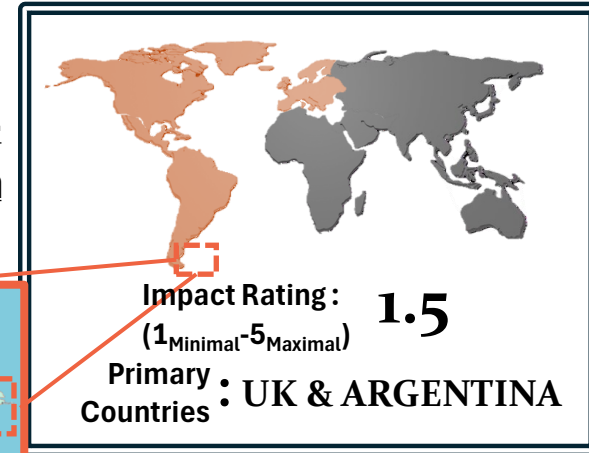 Impact Rating :
(1Minimal-5Maximal)
1.5
Primary
Countries
: UK & ARGENTINA